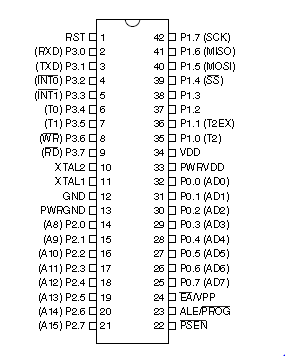 RST 1 42 P1.7 (SCK)
(RXD) P3.0 2 41 P1.6 (MISO)
(TXD) P3.1 3 40 P1.5 (MOSI)
(INT0) P3.2 4 39 P1.4 (SS)
(INT1) P3.3 5 38 P1.3
(T0) P3.4 6 37 P1.2
(T1) P3.5 7 36 P1.1 (T2EX)
(WR) P3.6 8 35 P1.0 (T2)
(RD) P3.7 9 34 VDD
XTAL2 10 33 PWRVDD
XTAL1 11 32 P0.0 (AD0)
GND 12 31 P0.1 (AD1)
PWRGND 13 30 P0.2 (AD2)
(A8) P2.0 14 29 P0.3 (AD3)
(A9) P2.1 15 28 P0.4 (AD4)
(A10) P2.2 16 27 P0.5 (AD5)
(A11) P2.3 17 26 P0.6 (AD6)
(A12) P2.4 18 25 P0.7 (AD7)
(A13) P2.5 19 24 EA/VPP
(A14) P2.6 20 23 ALE/PROG
(A15) P2.7 21 22 PSEN